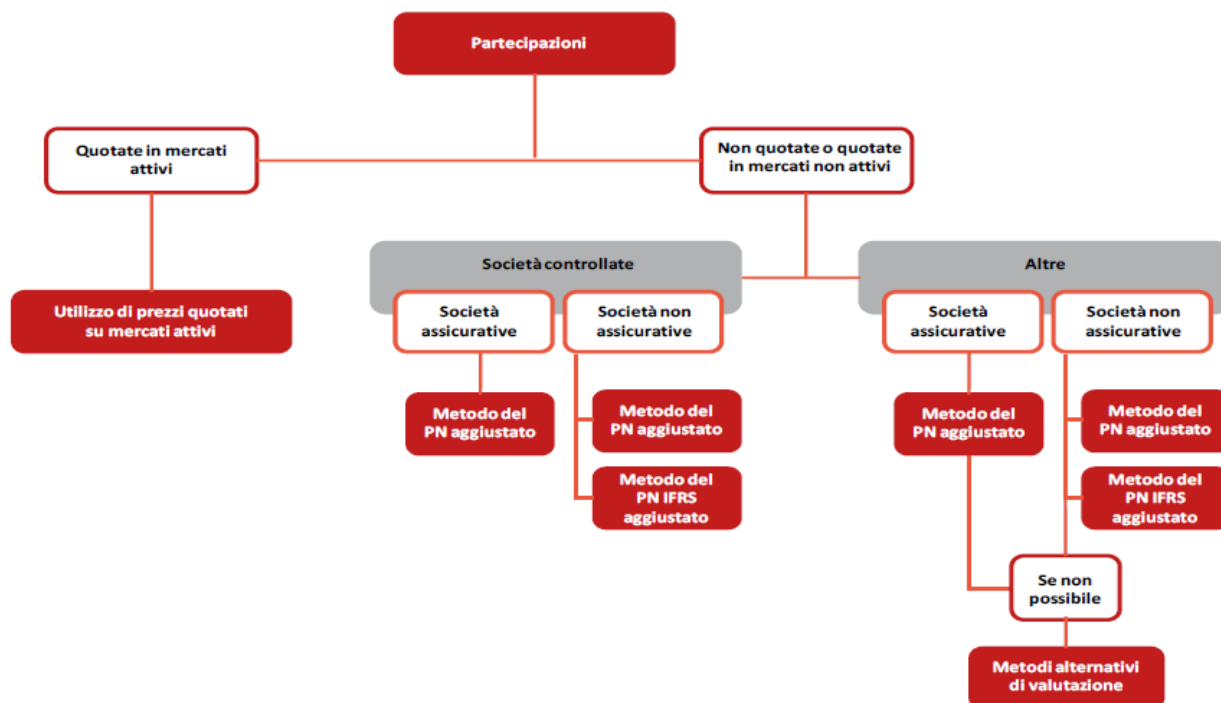 Partecipazioni
Quotate in mercati
attivi
Non quotate o quotate
in mercati non attivi
Utilizzo di prezzi quotati
su mercati attivi
Società controllate
Società
assicurative
Società non
assicurative
Metodo del
PN aggiustato
Metodo del
PN aggiustato
Metodo del
PN IFRS
aggiustato
Altre
Società
assicurative
Società non
assicurative
Metodo del
PN aggiustato
Metodo del
PN aggiustato
Metodo del
PN IFRS
aggiustato
Se non
possibile
Metodi alternativi
di valutazione